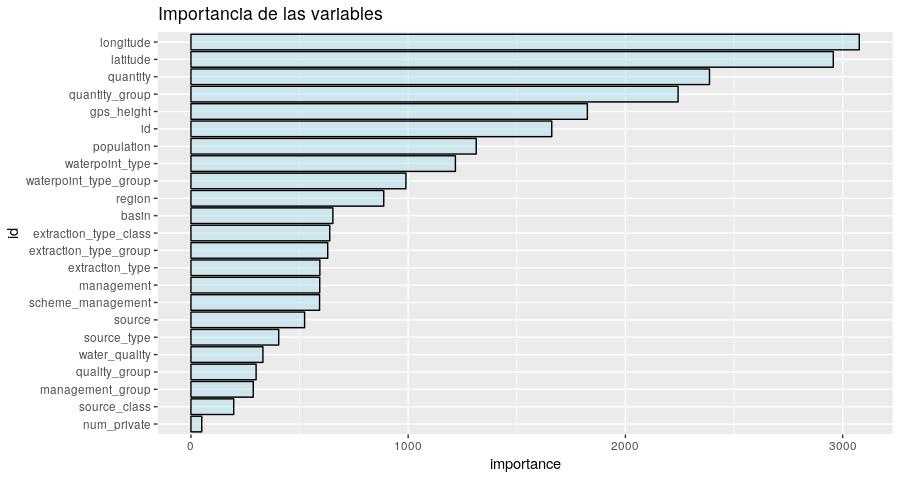 Importancia de las variables
longitude
latitude
quantity
quantity_group
gps_height
id
population
waterpoint_type
waterpoint_type_group
region
basin
extraction_type_class
extraction_type_group
extraction_type
management
scheme_management
source
source_type
water_quality
quality_group
management_group
source_class
num_private
id
0 1000 2000 3000
importance